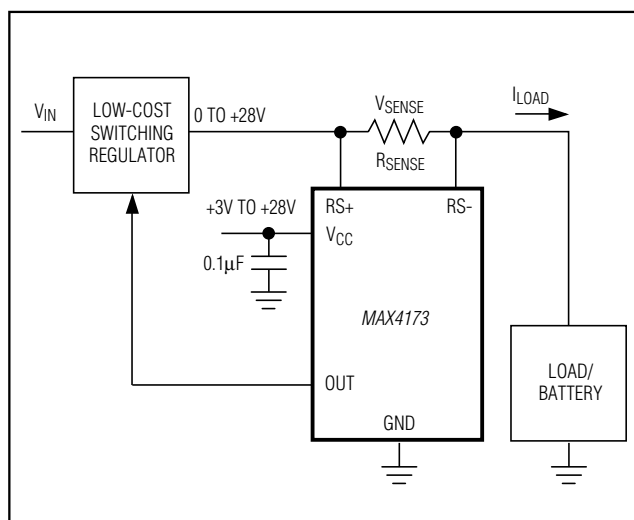 V_IN
LOW-COST
SWITCHING
REGULATOR
0 TO +28V
V_SENSE
R_SENSE
I_LOAD
+3V TO +28V
RS+
RS-
V_CC
0.1µF
MAX4173
OUT
GND
LOAD/
BATTERY